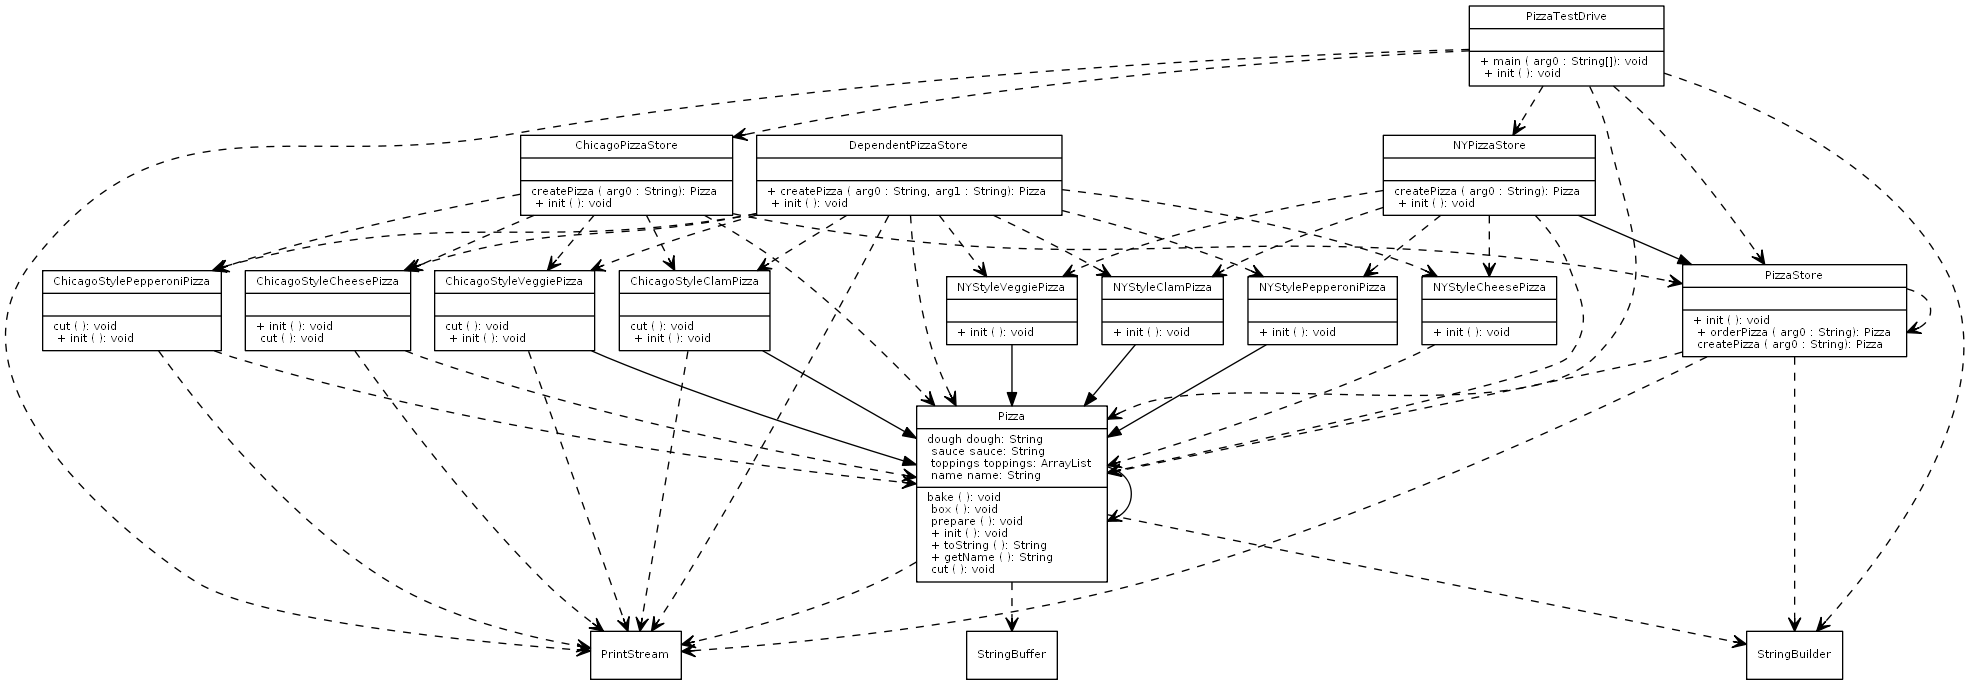 PizzaTestDrive
+ main ( arg0 : String[]): void
+ init ( ): void
ChicagoPizzaStore
createPizza ( arg0 : String): Pizza
+ init ( ): void
DependentPizzaStore
+ createPizza ( arg0 : String, arg1 : String): Pizza
+ init ( ): void
NYPizzaStore
createPizza ( arg0 : String): Pizza
+ init ( ): void
ChicagoStylePepperoniPizza
cut ( ): void
+ init ( ): void
ChicagoStyleCheesePizza
+ init ( ): void
cut ( ): void
ChicagoStyleVeggiePizza
cut ( ): void
+ init ( ): void
ChicagoStyleClamPizza
cut ( ): void
+ init ( ): void
NYStyleVeggiePizza
+ init ( ): void
NYStyleClamPizza
+ init ( ): void
NYStylePepperoniPizza
+ init ( ): void
NYStyleCheesePizza
+ init ( ): void
PizzaStore
+ init ( ): void
+ orderPizza ( arg0 : String): Pizza
createPizza ( arg0 : String): Pizza
Pizza
dough dough: String
sauce sauce: String
toppings toppings: ArrayList
name name: String
bake ( ): void
box ( ): void
prepare ( ): void
+ init ( ): void
+ toString ( ): String
+ getName ( ): String
cut ( ): void
PrintStream
StringBuffer
StringBuilder